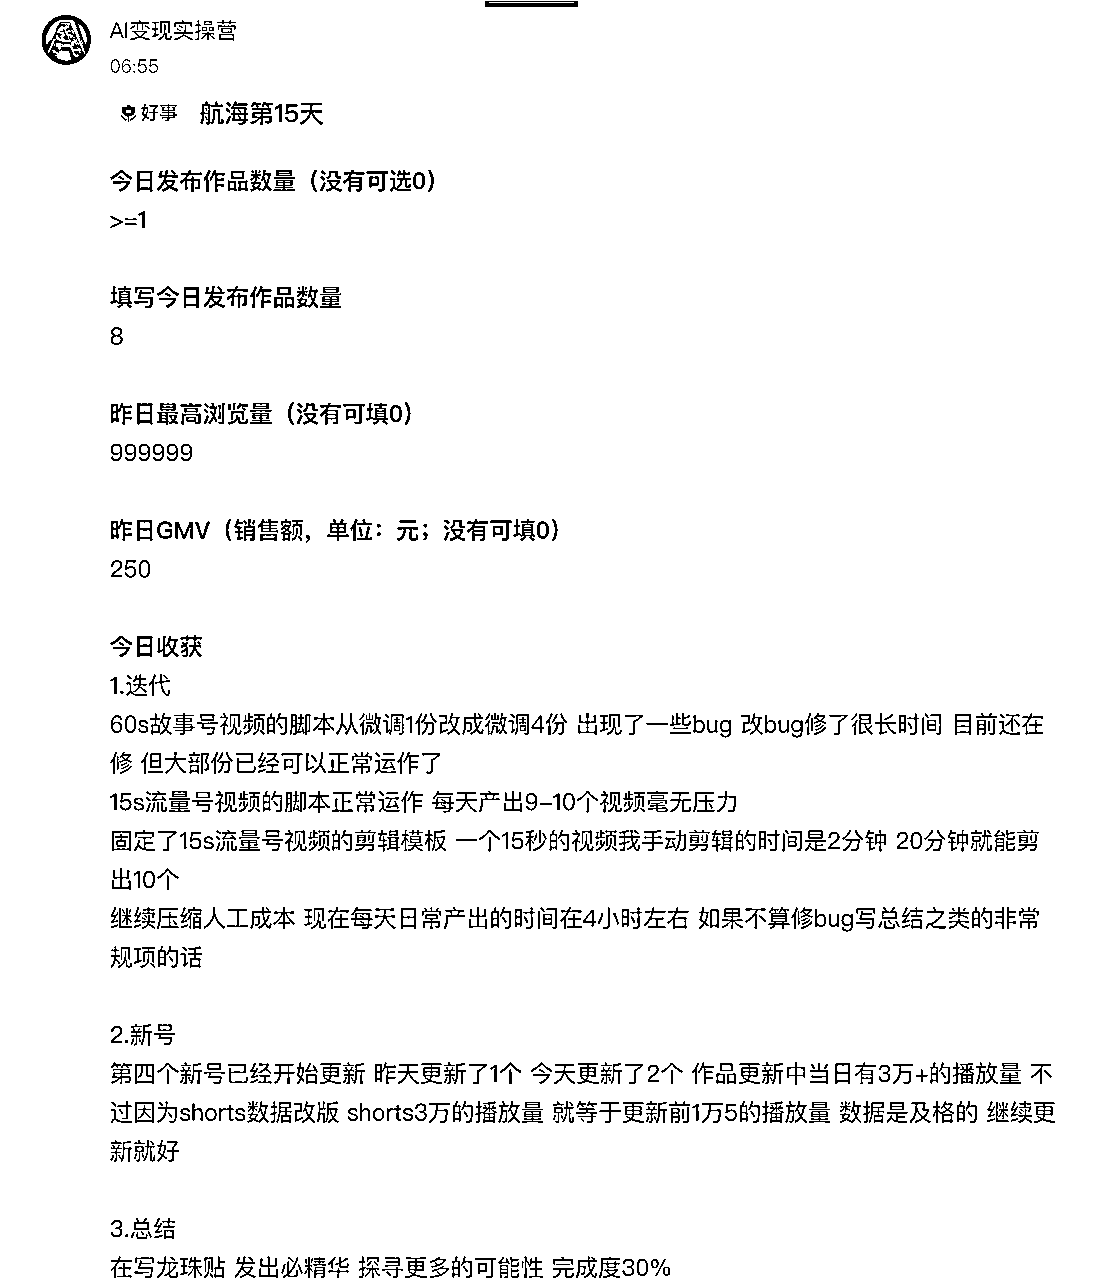 AI变现实操营
06:55
好事 航海第15天
今日发布作品数量（没有可选0）
>=1
填写今日发布作品数量
8
昨日最高浏览量（没有可填0）
999999
昨日GMV（销售额，单位：元；没有可填0）
250
今日收获
1.迭代
60s故事号视频的脚本从微调1份改成微调4份 出现了一些bug 改bug修了很长时间 目前还在
修 但大部份已经可以正常运作了
15s流量号视频的脚本正常运作 每天产出9-10个视频毫无压力
固定了15s流量号视频的剪辑模板 一个15秒的视频我手动剪辑的时间是2分钟 20分钟就能剪
出10个
继续压缩人工成本 现在每天日常产出的时间在4小时左右 如果不算修bug写总结之类的非常
规项的话
2.新号
第四个新号已经开始更新 昨天更新了1个 今天更新了2个 作品更新中当日有3万+的播放量 不
过因为shorts数据改版 shorts3万的播放量 就等于更新前1万5的播放量 数据是及格的 继续更
新就好
3.总结
在写龙珠贴 发出必精华 探寻更多的可能性 完成度30%